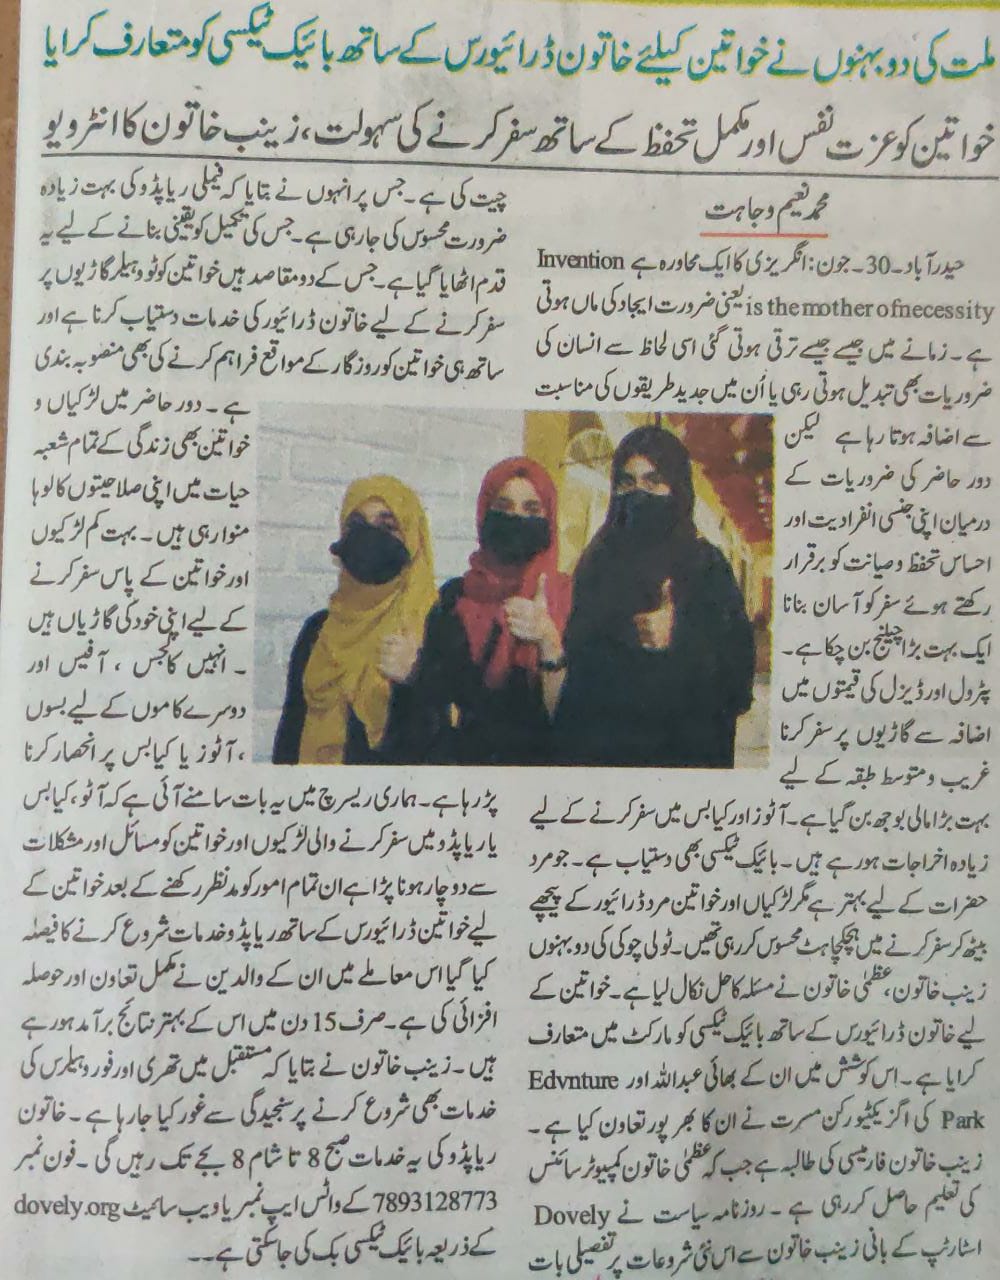 ملت کی دو بہنوں نے خواتین کیلئے خاتون ڈرائیورس کے ساتھ بائیک ٹیکسی کو متعارف کرایا
خواتین کو عزت نفس اور مکمل تحفظ کے ساتھ سفر کرنے کی سہولت، زینب خاتون کا انٹرویو
محمد نعیم وجاہت
حیدرآباد۔30۔جون: انگریزی کا ایک محاورہ ہے Invention
is the mother of necessity یعنی ضرورت ایجاد کی ماں ہوتی
ہے۔ زمانے میں جیسے جیسے ترقی ہوتی گئی اسی لحاظ سے انسان کی
ضروریات بھی تبدیل ہوتی رہی یا اُن میں جدید طریقوں کی مناسبت
سے اضافہ ہوتا رہا ہے لیکن
دور حاضر کی ضروریات کے
درمیان اپنی جنسی انفرادیت اور
احساس تحفظ و صیانت کو برقرار
رکھتے ہوئے سفر کو آسان بنانا
ایک بہت بڑا چیلنج بن چکا ہے۔
پٹرول اور ڈیزل کی قیمتوں میں
اضافہ سے گاڑیوں پر سفر کرنا
غریب و متوسط طبقہ کے لیے
بہت بڑا مالی بوجھ بن گیا ہے۔ آٹوز اور کیابس میں سفر کرنے کے لیے
زیادہ اخراجات ہو رہے ہیں۔ بائیک ٹیکسی بھی دستیاب ہے۔ جو مرد
حضرات کے لیے بہتر ہے مگر لڑکیاں اور خواتین مرد ڈرائیور کے پیچھے
بیٹھ کر سفر کرنے میں ہچکچاہٹ محسوس کر رہی تھیں۔ ٹولی چوکی کی دو بہنوں
زینب خاتون، عظمٰی خاتون نے مسئلہ کا حل نکال لیا ہے۔ خواتین کے
لیے خاتون ڈرائیورس کے ساتھ بائیک ٹیکسی کو مارکٹ میں متعارف
کرایا ہے۔ اس کوشش میں ان کے بھائی عبداللہ اور Edvnture
Park کی اگزیکٹیو رکن مسرت نے ان کا بھر پور تعاون کیا ہے۔
زینب خاتون فارمیسی کی طالبہ ہے جب کہ عظمٰی خاتون کمپیوٹر سائنس
کی تعلیم حاصل کر رہی ہے۔ روزنامہ سیاست نے Dovely
اسٹارٹپ کے بانی زینب خاتون سے اس نئی شروعات پر تفصیلی بات
چیت کی ہے۔ جس پر انہوں نے بتایا کہ فیملی ریاپڈو کی بہت زیادہ
ضرورت محسوس کی جا رہی ہے۔ جس کی تکمیل کو یقینی بنانے کے لیے یہ
قدم اٹھایا گیا ہے۔ جس کے دو مقاصد ہیں خواتین کو ٹو وہیلر گاڑیوں پر
سفر کرنے کے لیے خاتون ڈرائیور کی خدمات دستیاب کرنا ہے اور
ساتھ ہی خواتین کو روزگار کے مواقع فراہم کرنے کی بھی منصوبہ بندی
ہے۔ دور حاضر میں لڑکیاں و
خواتین بھی زندگی کے تمام شعبہ
حیات میں اپنی صلاحیتوں کا لوہا
منوا رہی ہیں۔ بہت کم لڑکیوں
اور خواتین کے پاس سفر کرنے
کے لیے اپنی خود کی گاڑیاں ہیں
۔ انہیں کالجس ، آفیس اور
دوسرے کاموں کے لیے بسوں
، آٹوز یا کیابس پر انحصار کرنا
پڑ رہا ہے۔ ہماری ریسرچ میں یہ بات سامنے آئی ہے کہ آٹو، کیابس
یا ریاپڈو میں سفر کرنے والی لڑکیوں اور خواتین کو مسائل اور مشکلات
سے دوچار ہونا پڑا ہے ان تمام امور کو مدنظر رکھنے کے بعد خواتین کے
لیے خواتین ڈرائیورس کے ساتھ ریاپڈو خدمات شروع کرنے کا فیصلہ
کیا گیا اس معاملے میں ان کے والدین نے مکمل تعاون اور حوصلہ
افزائی کی ہے۔ صرف 15 دن میں اس کے بہتر نتائج برآمد ہو رہے
ہیں۔ زینب خاتون نے بتایا کہ مستقبل میں تھری اور فور وہیلرس کی
خدمات بھی شروع کرنے پر سنجیدگی سے غور کیا جا رہا ہے۔ خاتون
ریاپڈو کی یہ خدمات صبح 8 تا شام 8 بجے تک رہیں گی۔ فون نمبر
7893128773 کے واٹس ایپ نمبر یا ویب سائیٹ dovely.org
کے ذریعہ بائیک ٹیکسی بک کی جاسکتی ہے۔۔